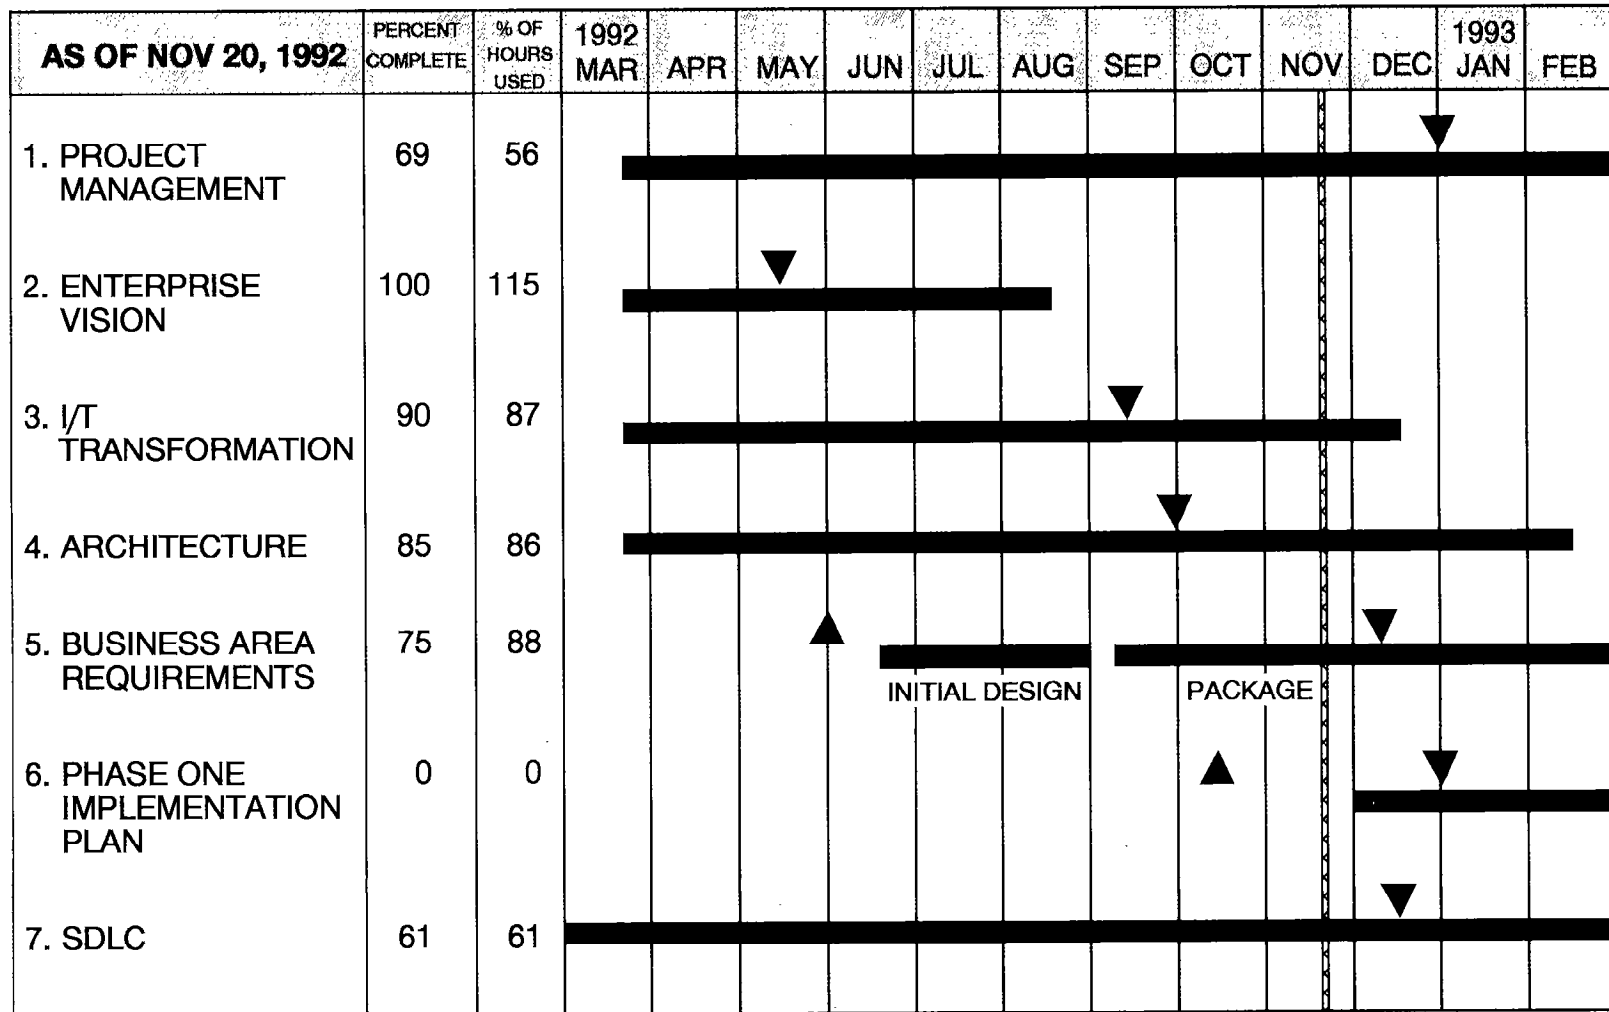 AS OF NOV 20, 1992
PERCENT
COMPLETE
% OF
HOURS
USED
1992
MAR APR MAY JUN JUL AUG SEP OCT NOV DEC
1993
JAN FEB
1. PROJECT
MANAGEMENT
69 56
2. ENTERPRISE
VISION
100 115
3. I/T
TRANSFORMATION
90 87
4. ARCHITECTURE 85 86
5. BUSINESS AREA
REQUIREMENTS
75 88
INITIAL DESIGN PACKAGE
6. PHASE ONE
IMPLEMENTATION
PLAN
0 0
7. SDLC 61 61